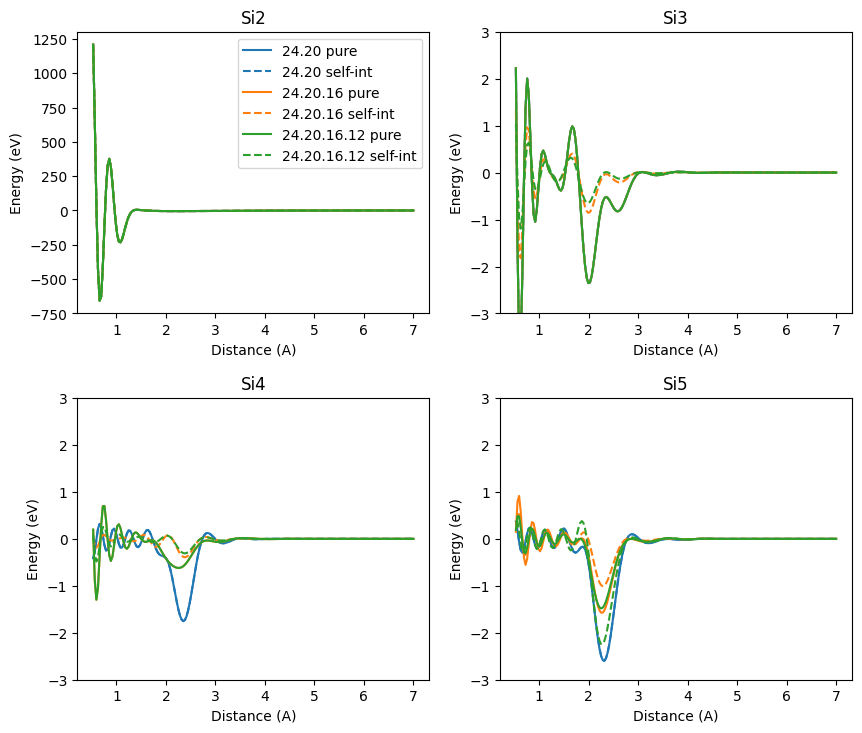 Si2
Energy (eV)
1250
1000
750
500
250
0
−250
−500
−750
1 2 3 4 5 6 7
Distance (A)
24.20 pure
24.20 self-int
24.20.16 pure
24.20.16 self-int
24.20.16.12 pure
24.20.16.12 self-int
Si3
Energy (eV)
3
2
1
0
−1
−2
−3
1 2 3 4 5 6 7
Distance (A)
Si4
Energy (eV)
3
2
1
0
−1
−2
−3
1 2 3 4 5 6 7
Distance (A)
Si5
Energy (eV)
3
2
1
0
−1
−2
−3
1 2 3 4 5 6 7
Distance (A)